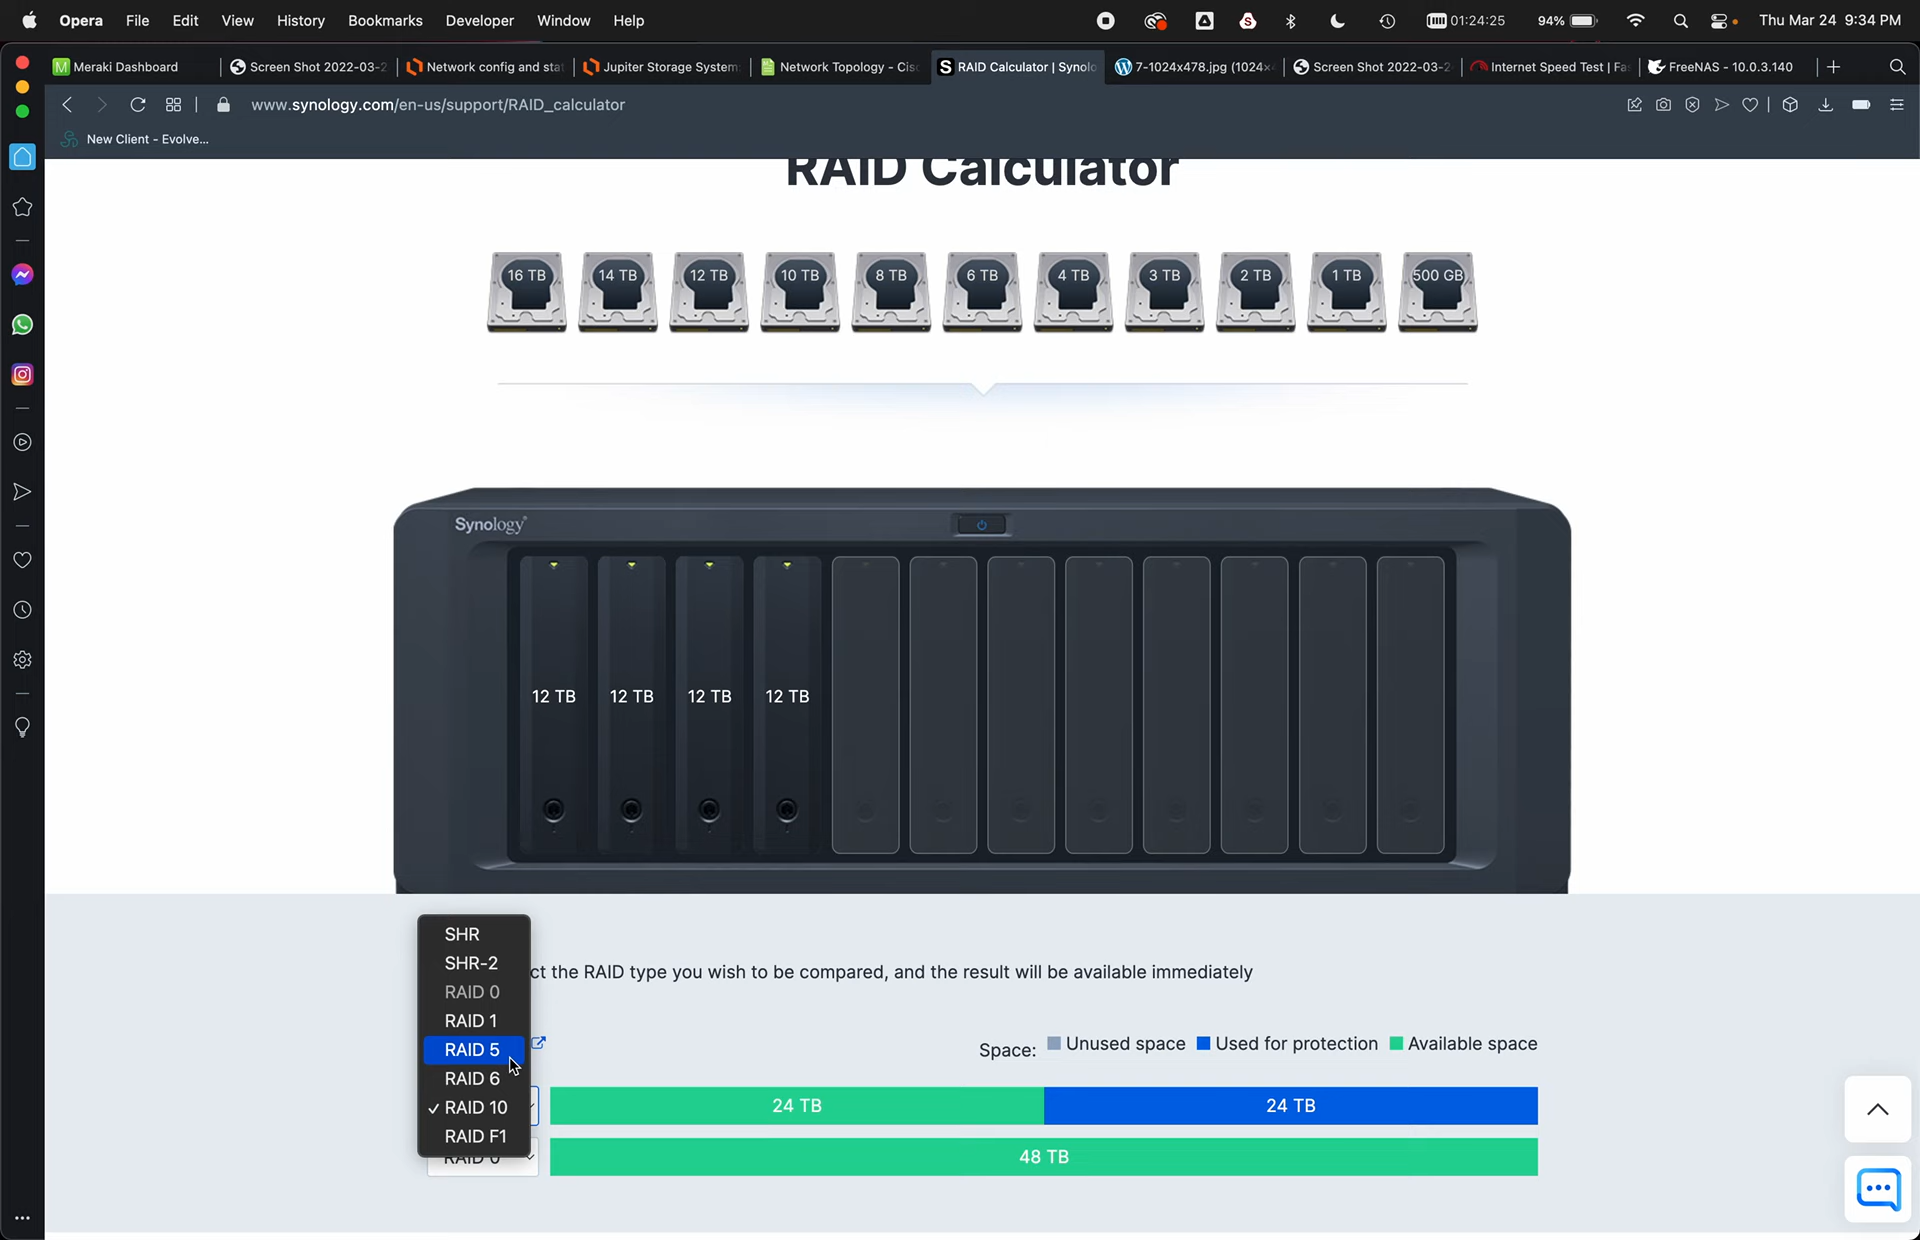 Opera File Edit View History Bookmarks Developer Window Help 01:24:25 94% Thu Mar 24 9:34 PM
Meraki Dashboard Screen Shot 2022-03-2 Network config and sta Jupiter Storage System Network Topology - Cisc RAID Calculator | Synolo 7-1024x478.jpg (1024× Screen Shot 2022-03-2 Internet Speed Test | Fa FreeNAS - 10.0.3.140
www.synology.com/en-us/support/RAID_calculator
New Client - Evolve...
RAID Calculator
16 TB 14 TB 12 TB 10 TB 8 TB 6 TB 4 TB 3 TB 2 TB 1 TB 500 GB
Synology
12 TB 12 TB 12 TB 12 TB
SHR
SHR-2
ct the RAID type you wish to be compared, and the result will be available immediately
RAID 0
RAID 1
RAID 5
Space: Unused space Used for protection Available space
RAID 6
✓ RAID 10
24 TB 24 TB
RAID F1
RAID 0 48 TB